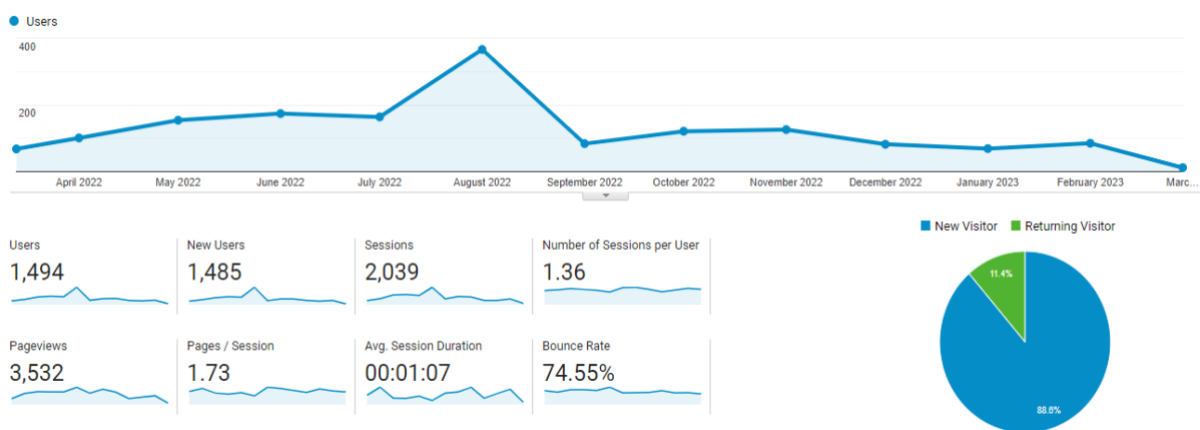 Users
400
200
April 2022 May 2022 June 2022 July 2022 August 2022 September 2022 October 2022 November 2022 December 2022 January 2023 February 2023 Marc...
New Visitor Returning Visitor
Users New Users Sessions Number of Sessions per User
1,494 1,485 2,039 1.36
11.4%
Pageviews Pages / Session Avg. Session Duration Bounce Rate
3,532 1.73 00:01:07 74.55%
88.6%